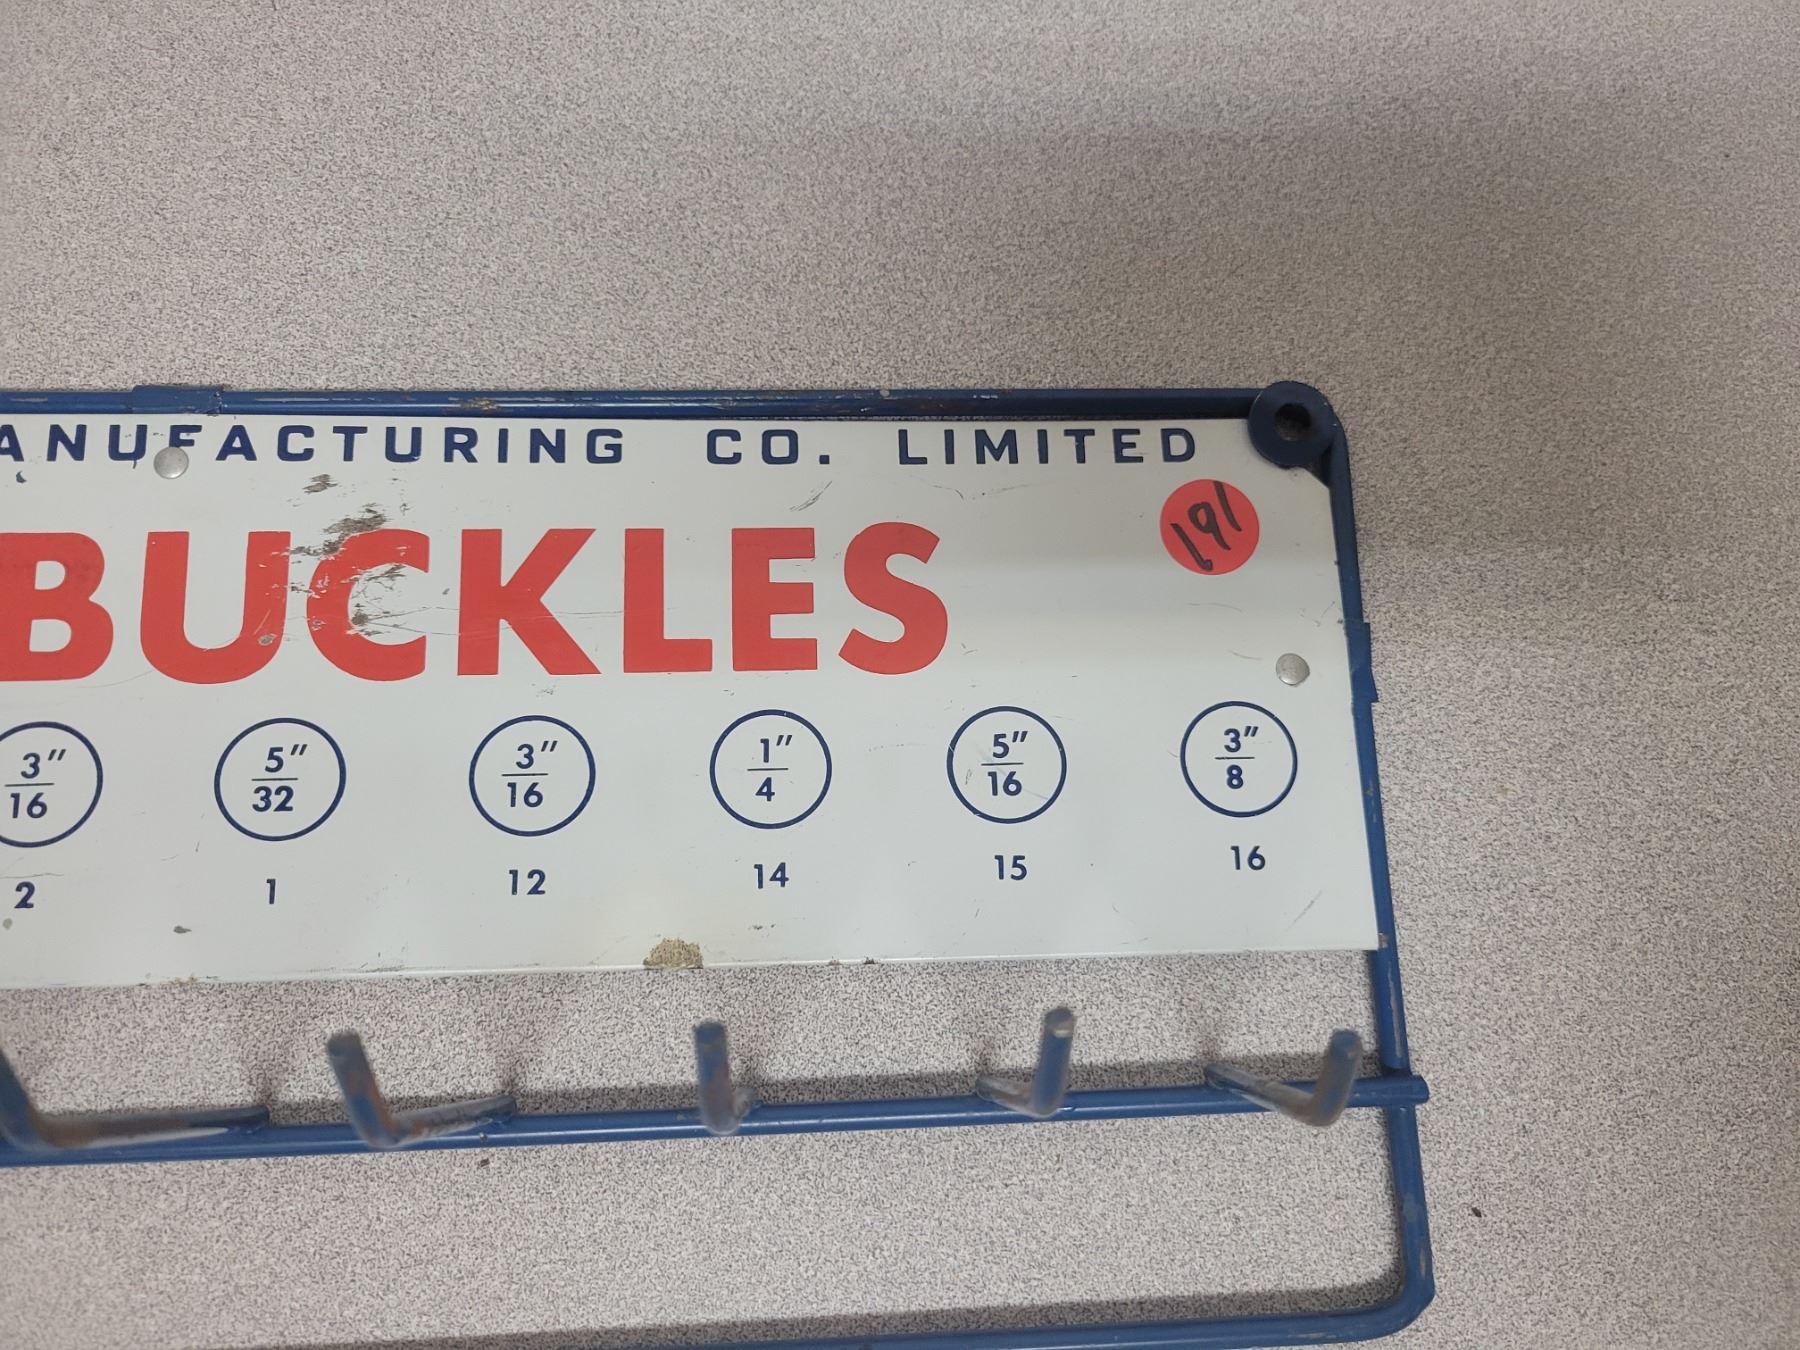 ANUFACTURING CO. LIMITED
BUCKLES
191
3"/16 5"/32 3"/16 1"/4 5"/16 3"/8
2 1 12 14 15 16